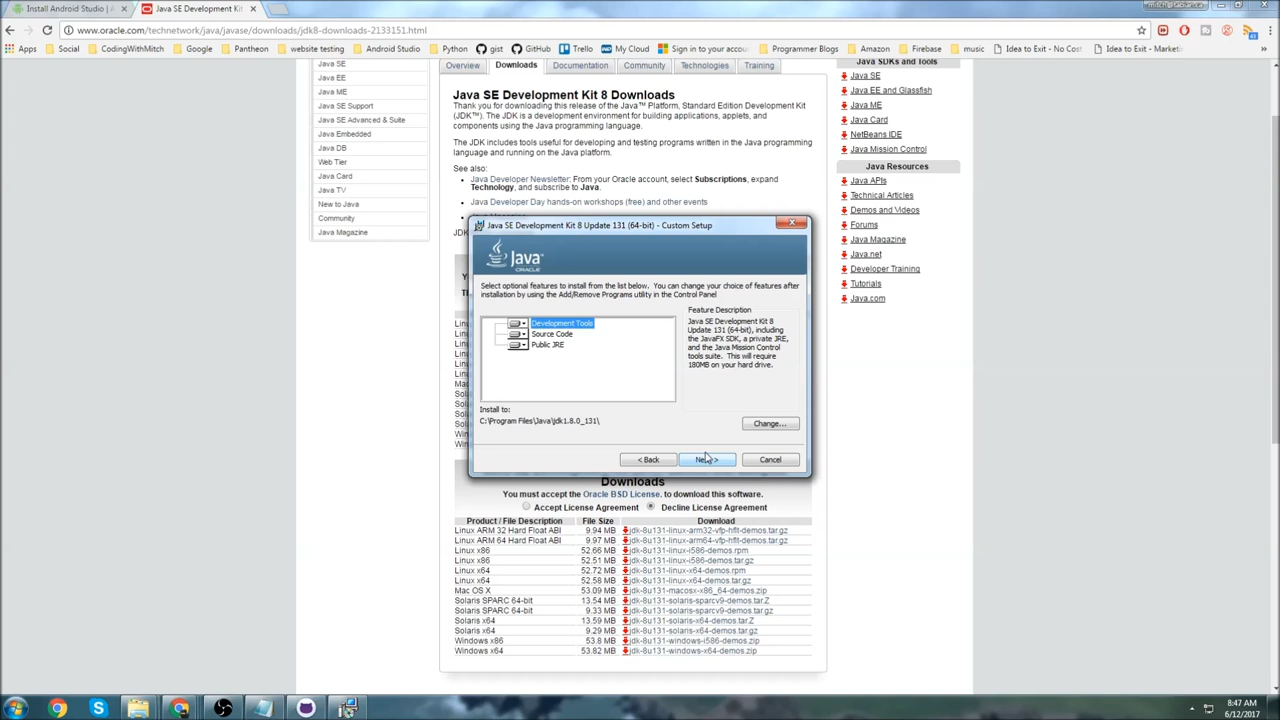 Install Android Studio |
Java SE Development Kit 8
www.oracle.com/technetwork/java/javase/downloads/jdk8-downloads-2133151.html
Apps Social CodingWithMitch Google Pantheon website testing Android Studio Python gist GitHub Trello My Cloud Sign in to your accou Programmer Blogs Amazon Firebase music Idea to Exit - No Cost Idea to Exit - Market
Java SE
Java EE
Java ME
Java SE Support
Java SE Advanced & Suite
Java Embedded
Java DB
Web Tier
Java Card
Java TV
New to Java
Community
Java Magazine
Overview Downloads Documentation Community Technologies Training
Java SE Development Kit 8 Downloads
Thank you for downloading this release of the Java™ Platform, Standard Edition Development Kit
(JDK™). The JDK is a development environment for building applications, applets, and
components using the Java programming language.
The JDK includes tools useful for developing and testing programs written in the Java programming
language and running on the Java platform.
See also:
Java Developer Newsletter: From your Oracle account, select Subscriptions, expand
Technology, and subscribe to Java.
Java Developer Day hands-on workshops (free) and other events
Java SE Development Kit 8 Update 131 (64-bit) - Custom Setup
Java
ORACLE
Select optional features to install from the list below. You can change your choice of features after
installation by using the Add/Remove Programs utility in the Control Panel
Development Tools
Source Code
Public JRE
Feature Description
Java SE Development Kit 8
Update 131 (64-bit), including
the JavaFX SDK, a private JRE,
and the Java Mission Control
tools suite. This will require
180MB on your hard drive.
Install to:
C:\Program Files\Java\jdk1.8.0_131\
Change...
< Back Next > Cancel
Downloads
You must accept the Oracle BSD License. to download this software.
Accept License Agreement Decline License Agreement
Product / File Description File Size Download
Linux ARM 32 Hard Float ABI 9.94 MB jdk-8u131-linux-arm32-vfp-hflt-demos.tar.gz
Linux ARM 64 Hard Float ABI 9.97 MB jdk-8u131-linux-arm64-vfp-hflt-demos.tar.gz
Linux x86 52.66 MB jdk-8u131-linux-i586-demos.rpm
Linux x86 52.51 MB jdk-8u131-linux-i586-demos.tar.gz
Linux x64 52.72 MB jdk-8u131-linux-x64-demos.rpm
Linux x64 52.58 MB jdk-8u131-linux-x64-demos.tar.gz
Mac OS X 53.09 MB jdk-8u131-macosx-x86_64-demos.zip
Solaris SPARC 64-bit 13.54 MB jdk-8u131-solaris-sparcv9-demos.tar.Z
Solaris SPARC 64-bit 9.33 MB jdk-8u131-solaris-sparcv9-demos.tar.gz
Solaris x64 13.59 MB jdk-8u131-solaris-x64-demos.tar.Z
Solaris x64 9.29 MB jdk-8u131-solaris-x64-demos.tar.gz
Windows x86 53.8 MB jdk-8u131-windows-i586-demos.zip
Windows x64 53.82 MB jdk-8u131-windows-x64-demos.zip
Java SDKs and Tools
Java SE
Java EE and Glassfish
Java ME
Java Card
NetBeans IDE
Java Mission Control
Java Resources
Java APIs
Technical Articles
Demos and Videos
Forums
Java Magazine
Java.net
Developer Training
Tutorials
Java.com
8:47 AM
6/12/2017